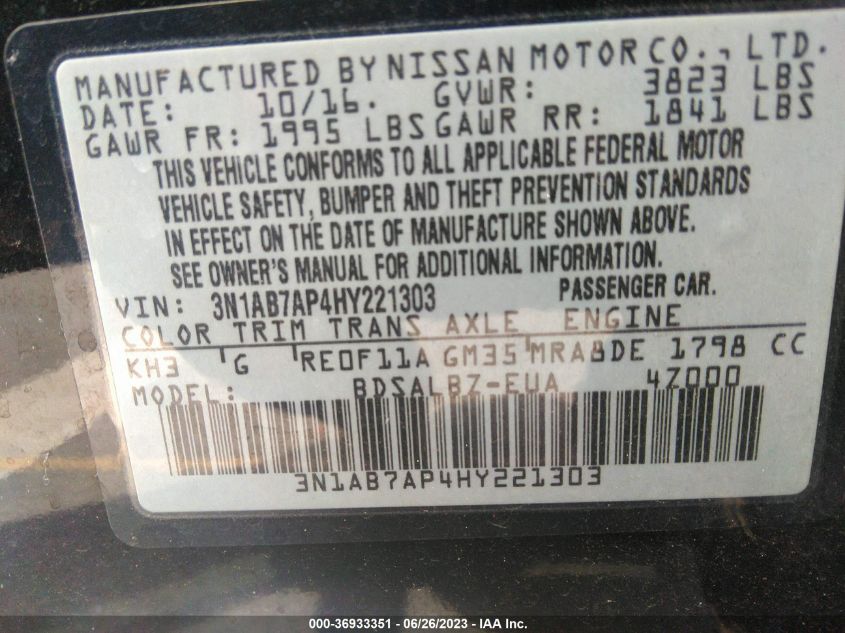 MANUFACTURED BY NISSAN MOTOR CO., LTD.
DATE: 10/16. GVWR: 3823 LBS
GAWR FR: 1995 LBS GAWR RR: 1841 LBS
THIS VEHICLE CONFORMS TO ALL APPLICABLE FEDERAL MOTOR
VEHICLE SAFETY, BUMPER AND THEFT PREVENTION STANDARDS
IN EFFECT ON THE DATE OF MANUFACTURE SHOWN ABOVE.
SEE OWNER'S MANUAL FOR ADDITIONAL INFORMATION.
VIN: 3N1AB7AP4HY221303 PASSENGER CAR.
COLOR TRIM TRANS AXLE ENGINE
KH3 G RE0F11A GM35 MRA8DE 1798 CC
MODEL: BDSALBZ-EUA 4Z000
3N1AB7AP4HY221303
000-36933351 / 06/26/2023 - IAA Inc.